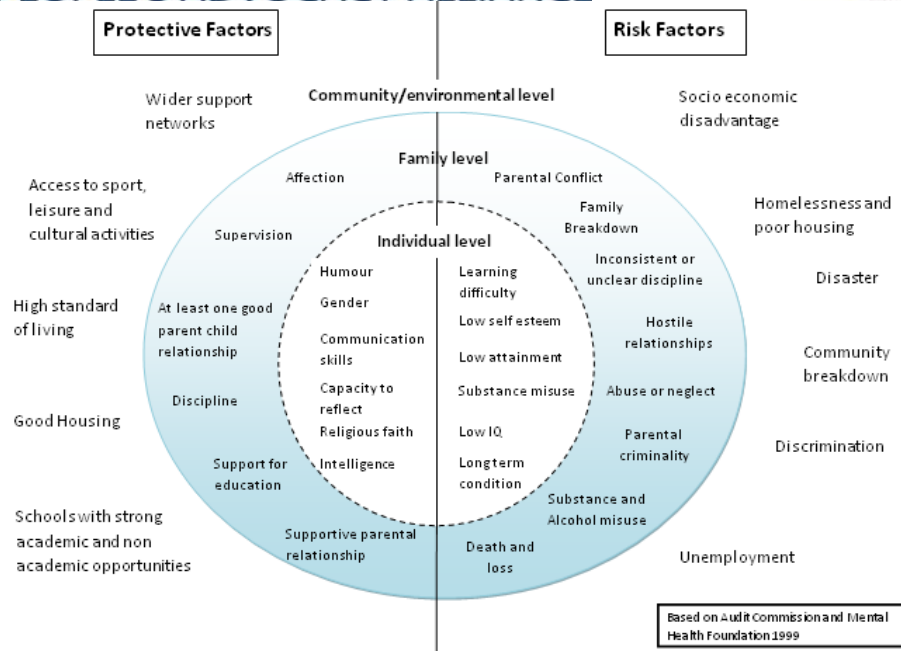 Protective Factors
Risk Factors
Community/environmental level
Wider support
networks
Socio economic
disadvantage
Family level
Affection
Parental Conflict
Access to sport,
leisure and
cultural activities
Supervision
Family
Breakdown
Homelessness and
poor housing
Individual level
Humour
Gender
Communication
skills
Capacity to
reflect
Religious faith
Intelligence
Learning
difficulty
Low self esteem
Low attainment
Substance misuse
Low IQ
Long term
condition
Inconsistent or
unclear discipline
Disaster
High standard
of living
At least one good
parent child
relationship
Hostile
relationships
Community
breakdown
Discipline
Abuse or neglect
Good Housing
Parental
criminality
Discrimination
Support for
education
Substance and
Alcohol misuse
Schools with strong
academic and non
academic opportunities
Supportive parental
relationship
Death and
loss
Unemployment
Based on Audit Commission and Mental
Health Foundation 1999